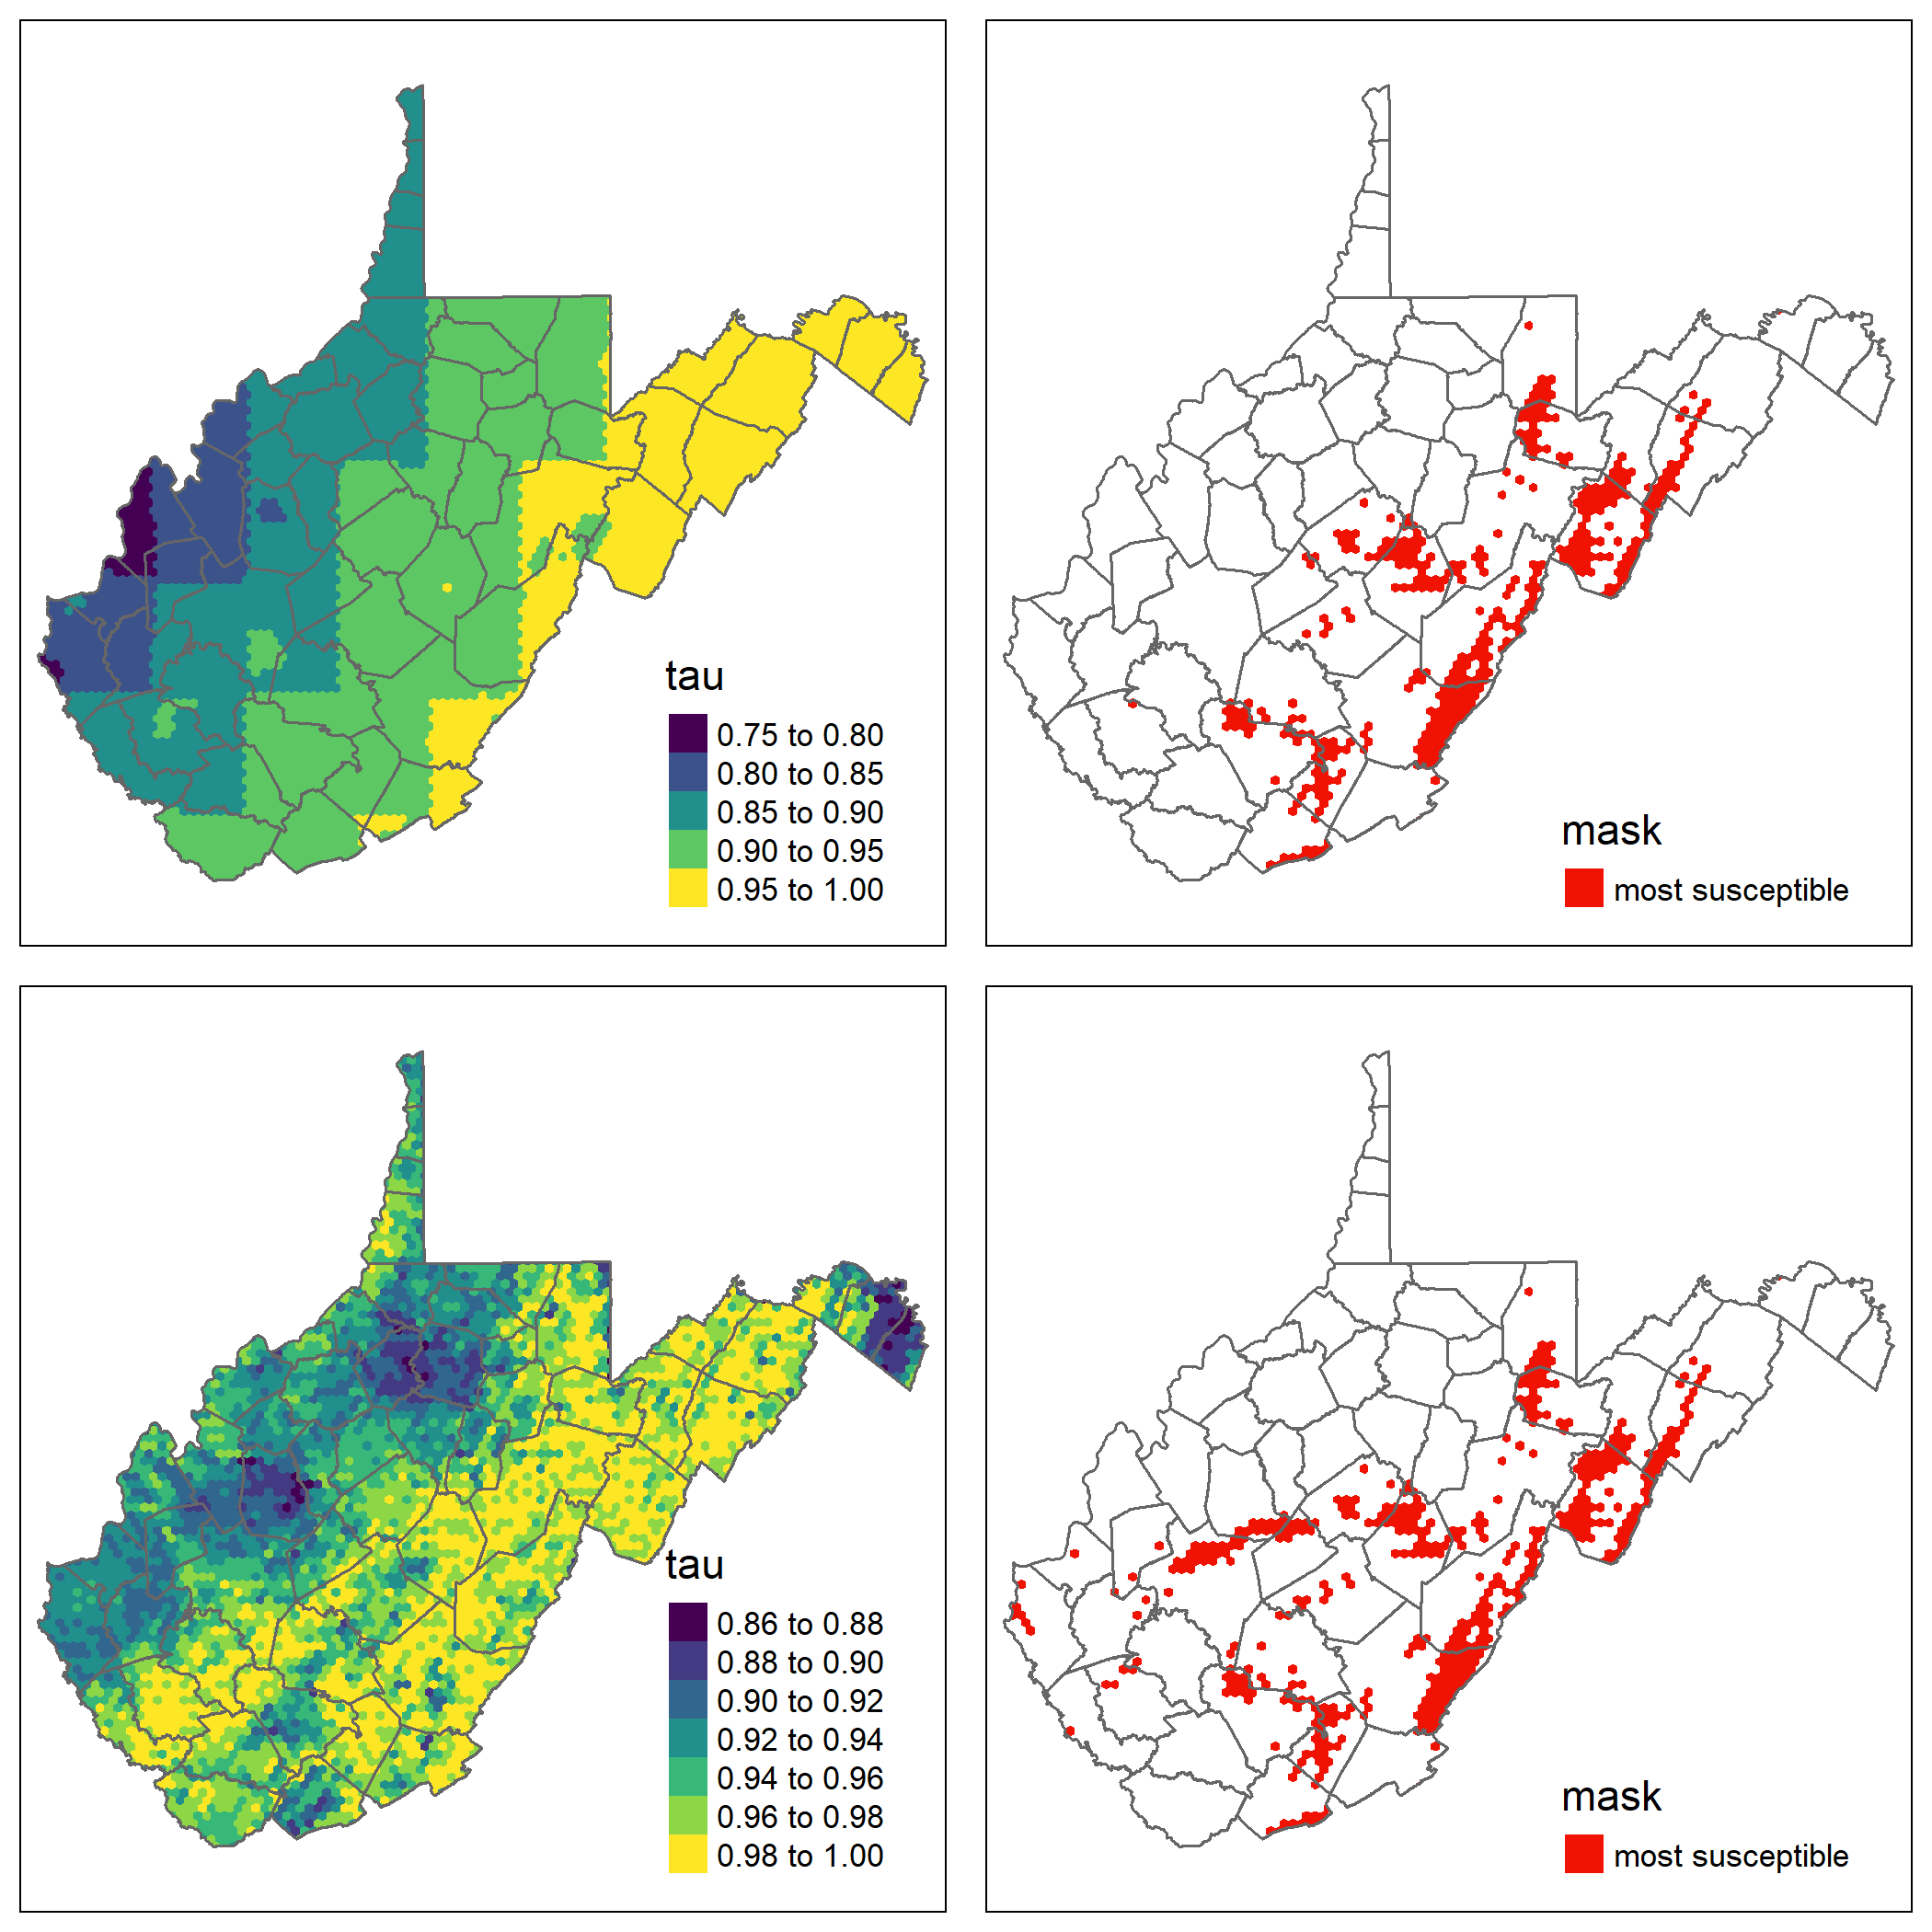 tau
0.75 to 0.80
0.80 to 0.85
0.85 to 0.90
0.90 to 0.95
0.95 to 1.00
mask
most susceptible
tau
0.86 to 0.88
0.88 to 0.90
0.90 to 0.92
0.92 to 0.94
0.94 to 0.96
0.96 to 0.98
0.98 to 1.00
mask
most susceptible